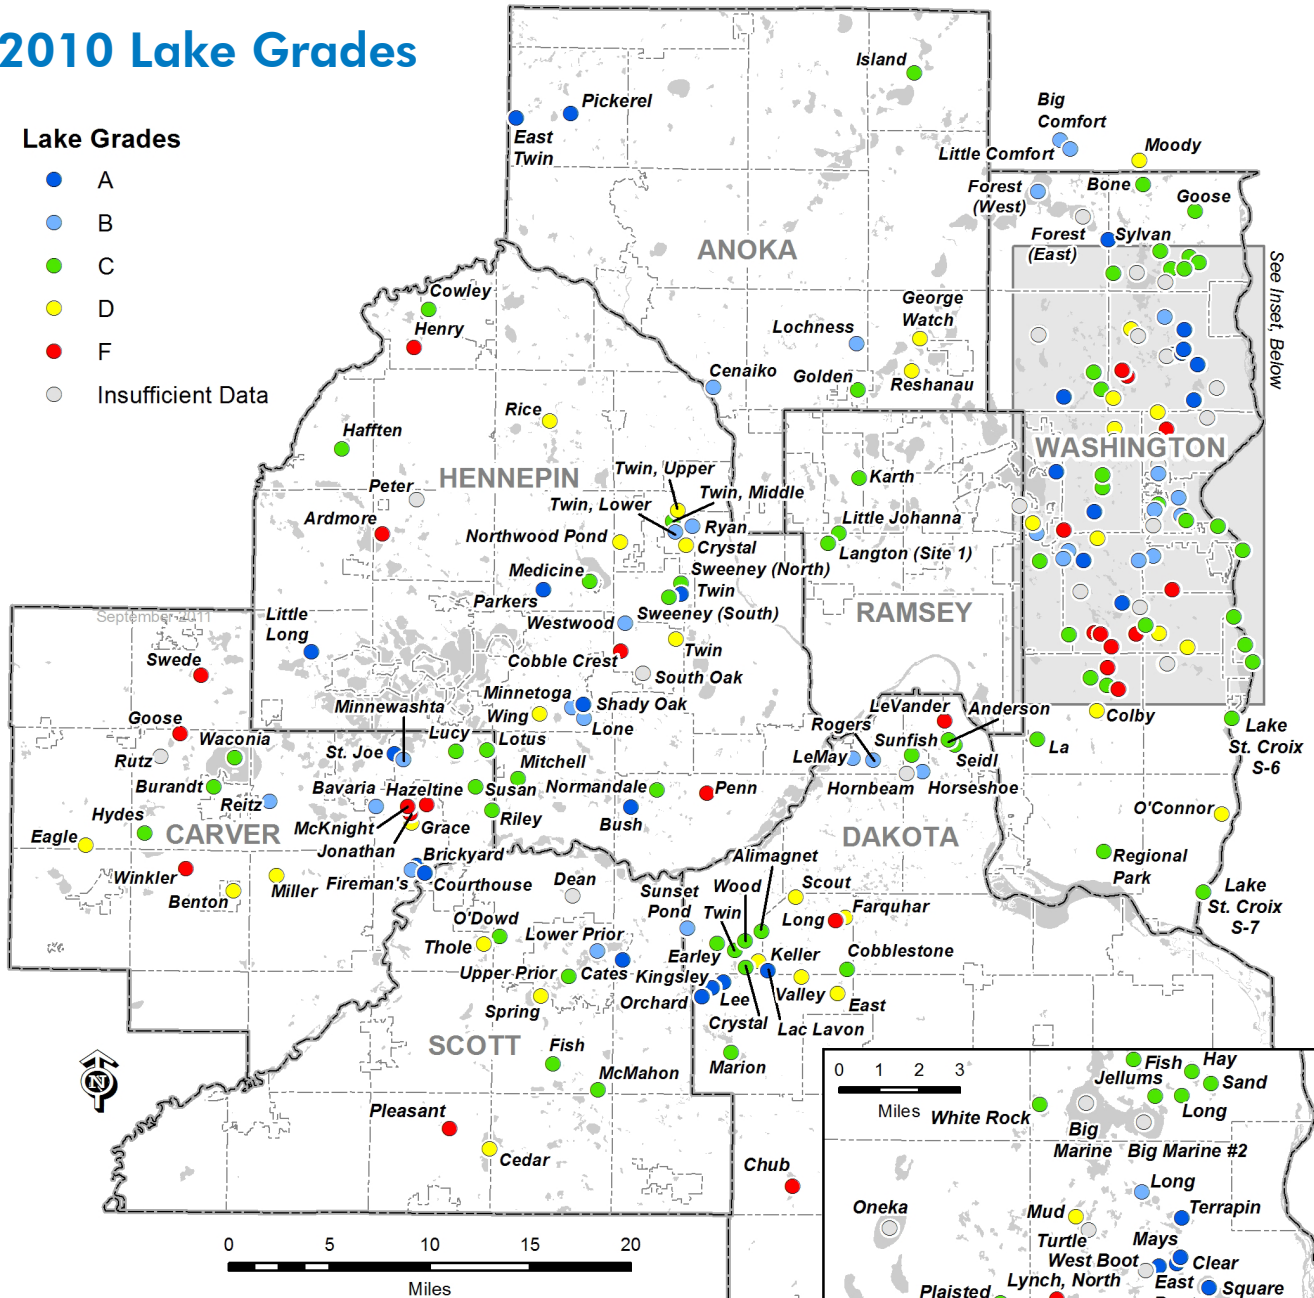 2010 Lake Grades
Lake Grades
A
B
C
D
F
Insufficient Data
Island
Pickerel
East
Twin
Big
Comfort
Little Comfort
Moody
Forest
(West)
Bone
Goose
Forest
(East)
Sylvan
See Inset, Below
ANOKA
Cowley
Henry
George
Watch
Lochness
Cenaiko
Golden
Reshanau
Rice
Hafften
HENNEPIN
WASHINGTON
Twin, Upper
Peter
Twin, Lower
Twin, Middle
Karth
Ardmore
Ryan
Little Johanna
Northwood Pond
Crystal
Langton (Site 1)
Medicine
Sweeney (North)
Parkers
Twin
September 2011
Little
Long
Westwood
Sweeney (South)
RAMSEY
Swede
Cobble Crest
Twin
South Oak
Minnetoga
Shady Oak
Minnewashta
Wing
Lone
LeVander
Anderson
Colby
Goose
Waconia
Lucy
Lotus
Rogers
Sunfish
Lake
St. Croix
S-6
Rutz
St. Joe
Mitchell
LeMay
Seidl
La
Burandt
Reitz
Bavaria
Hazeltine
Susan
Normandale
Penn
Hornbeam
Horseshoe
Hydes
McKnight
Grace
Riley
Bush
O'Connor
Eagle
CARVER
Jonathan
DAKOTA
Brickyard
Alimagnet
Regional
Park
Winkler
Miller
Fireman's
Courthouse
Dean
Sunset
Pond
Wood
Scout
Lake
St. Croix
S-7
Benton
O'Dowd
Twin
Long
Farquhar
Thole
Lower Prior
Earley
Keller
Cobblestone
Upper Prior
Cates
Kingsley
Valley
Spring
Orchard
Lee
East
Crystal
Lac Lavon
SCOTT
Fish
Marion
McMahon
N
Pleasant
Cedar
Chub
0
5
10
15
20
Miles
0
1
2
3
Miles
Fish
Hay
Jellums
Sand
White Rock
Long
Big
Marine
Big Marine #2
Long
Oneka
Mud
Terrapin
Turtle
Mays
West Boot
Clear
Lynch, North
East
Square
Plaisted